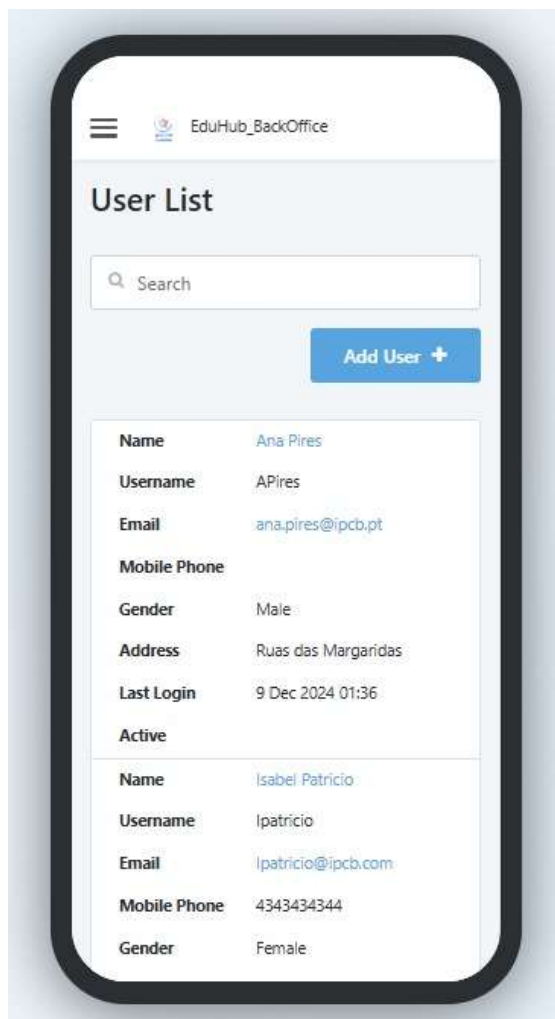 EduHub_BackOffice
User List
Search
Add User +
Name Ana Pires
Username APires
Email ana.pires@ipcb.pt
Mobile Phone
Gender Male
Address Ruas das Margaridas
Last Login 9 Dec 2024 01:36
Active
Name Isabel Patricio
Username Ipatricio
Email Ipatricio@ipcb.com
Mobile Phone 4343434344
Gender Female